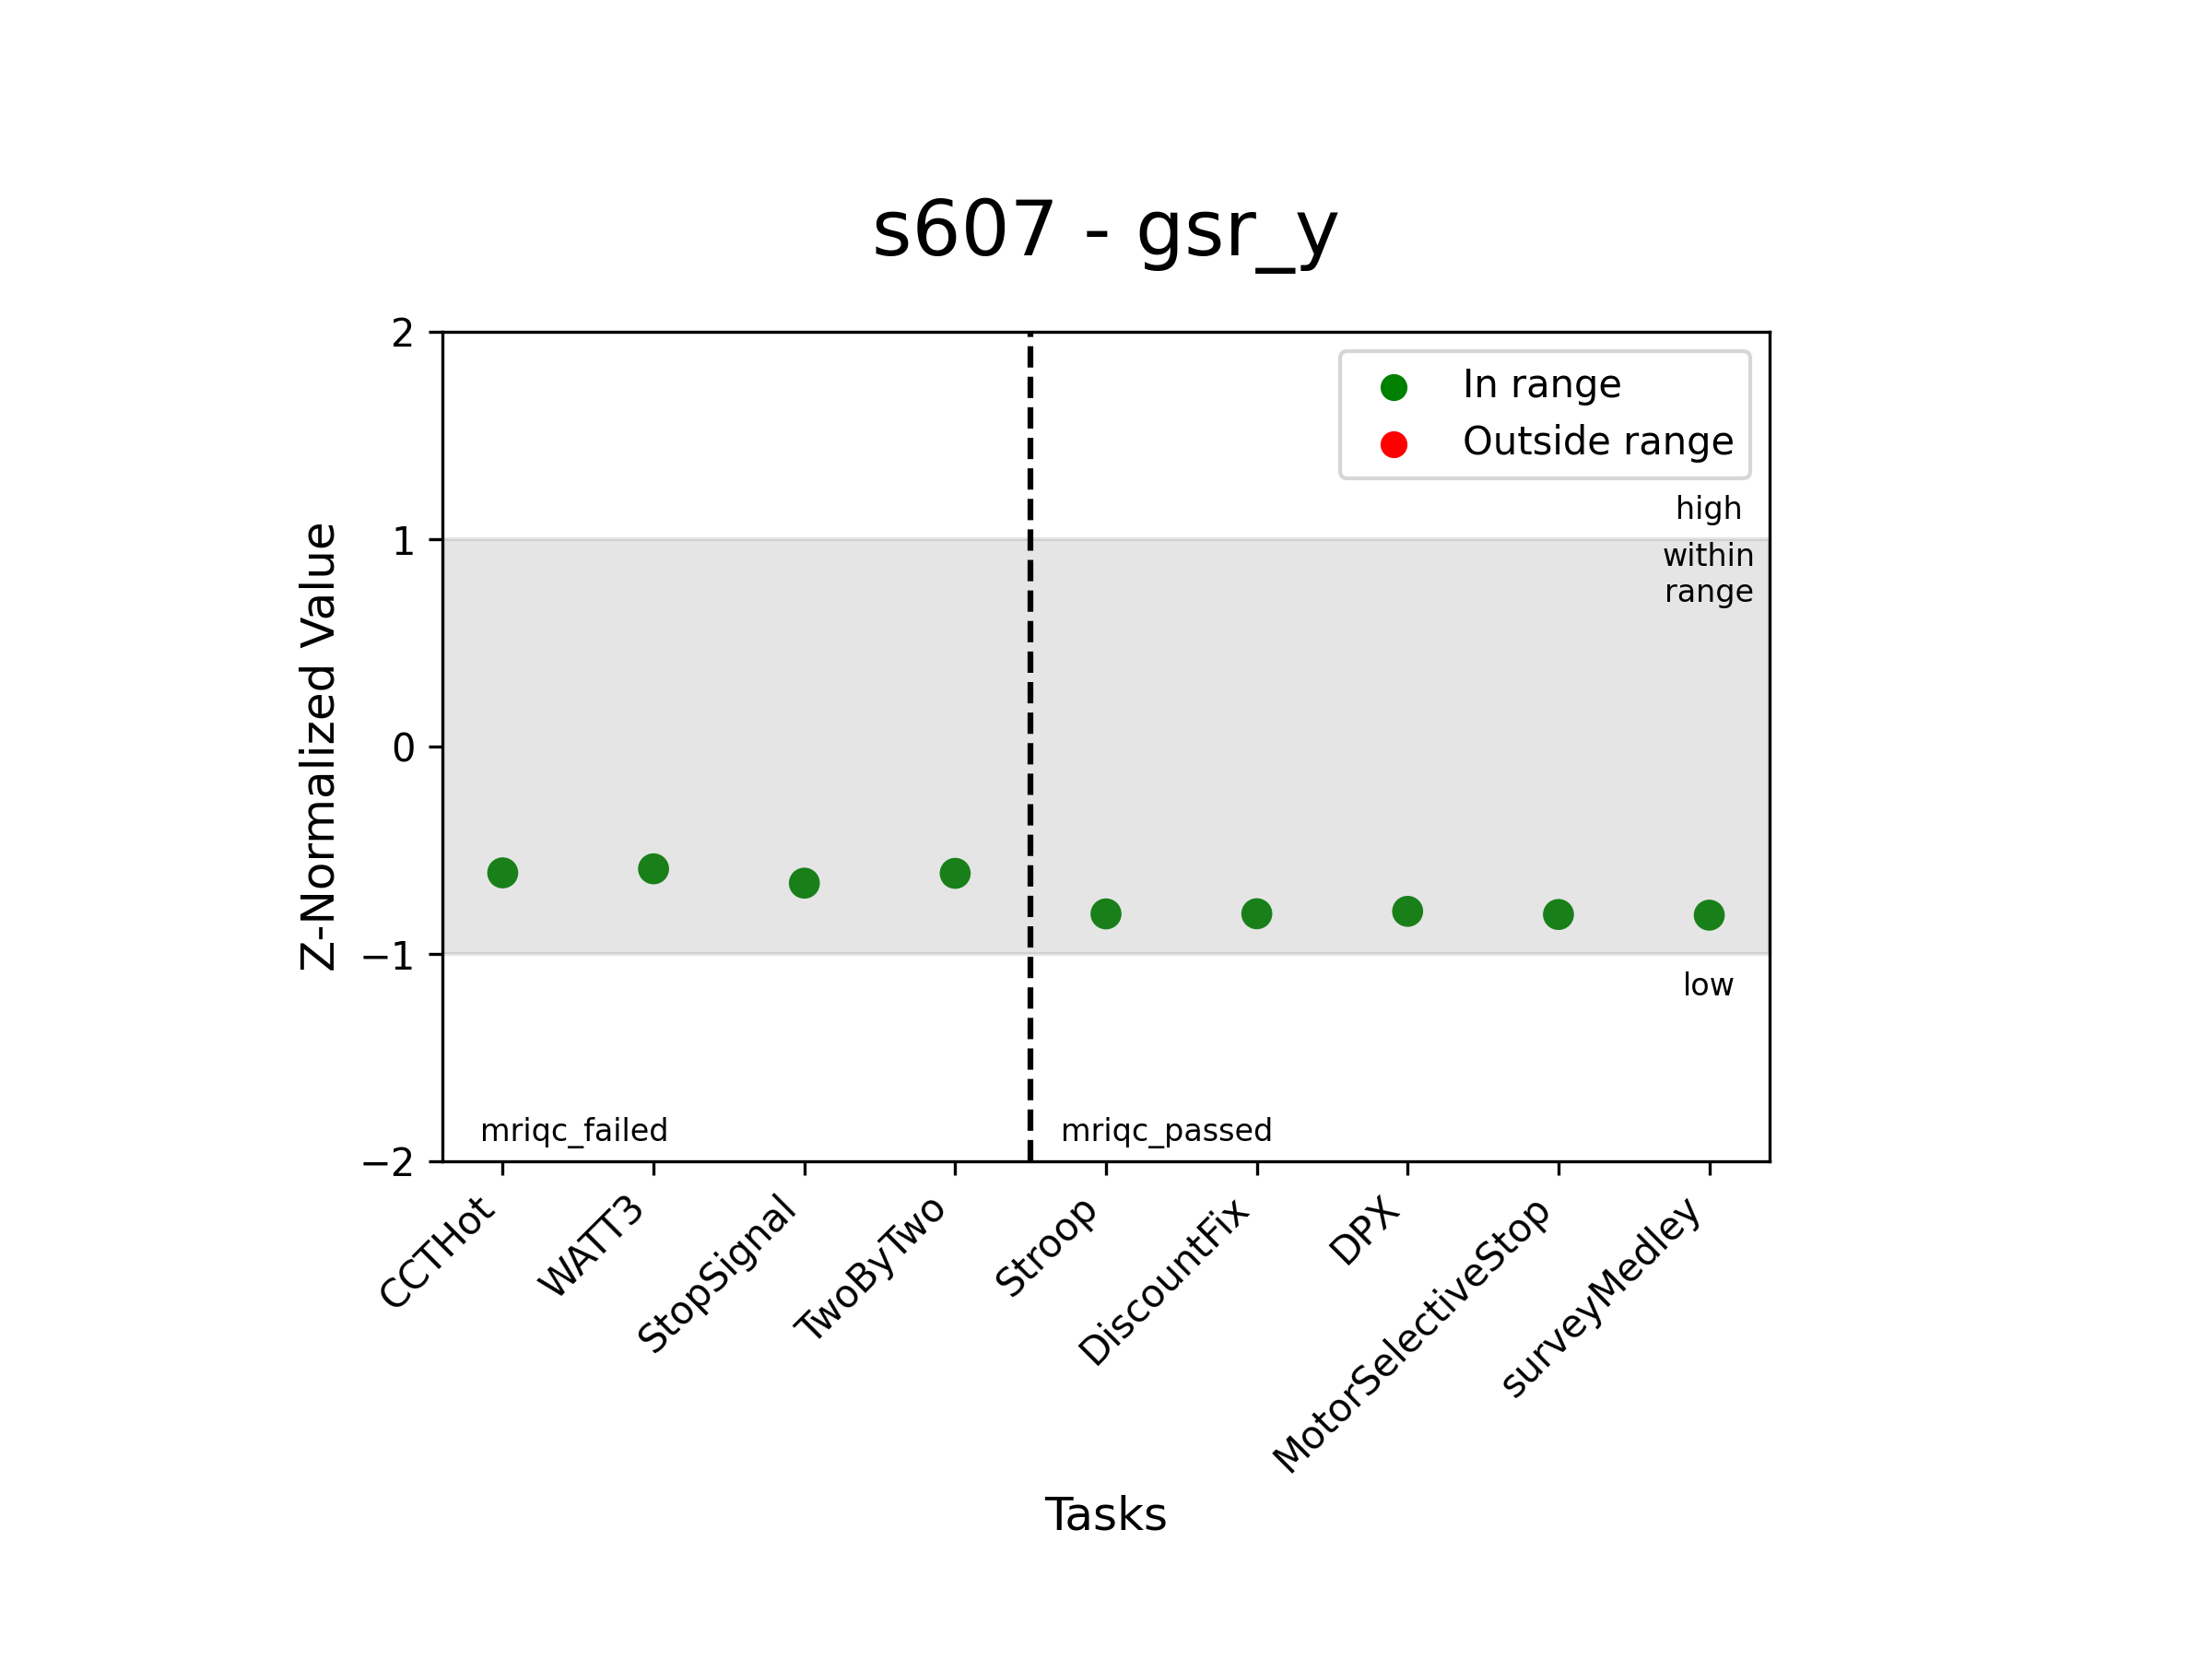 s607 - gsr_y
2
1
0
−1
−2
Z-Normalized Value
In range
Outside range
high
within
range
low
mriqc_failed
mriqc_passed
CCTHot
WATT3
StopSignal
TwoByTwo
Stroop
DiscountFix
DPX
MotorSelectiveStop
surveyMedley
Tasks